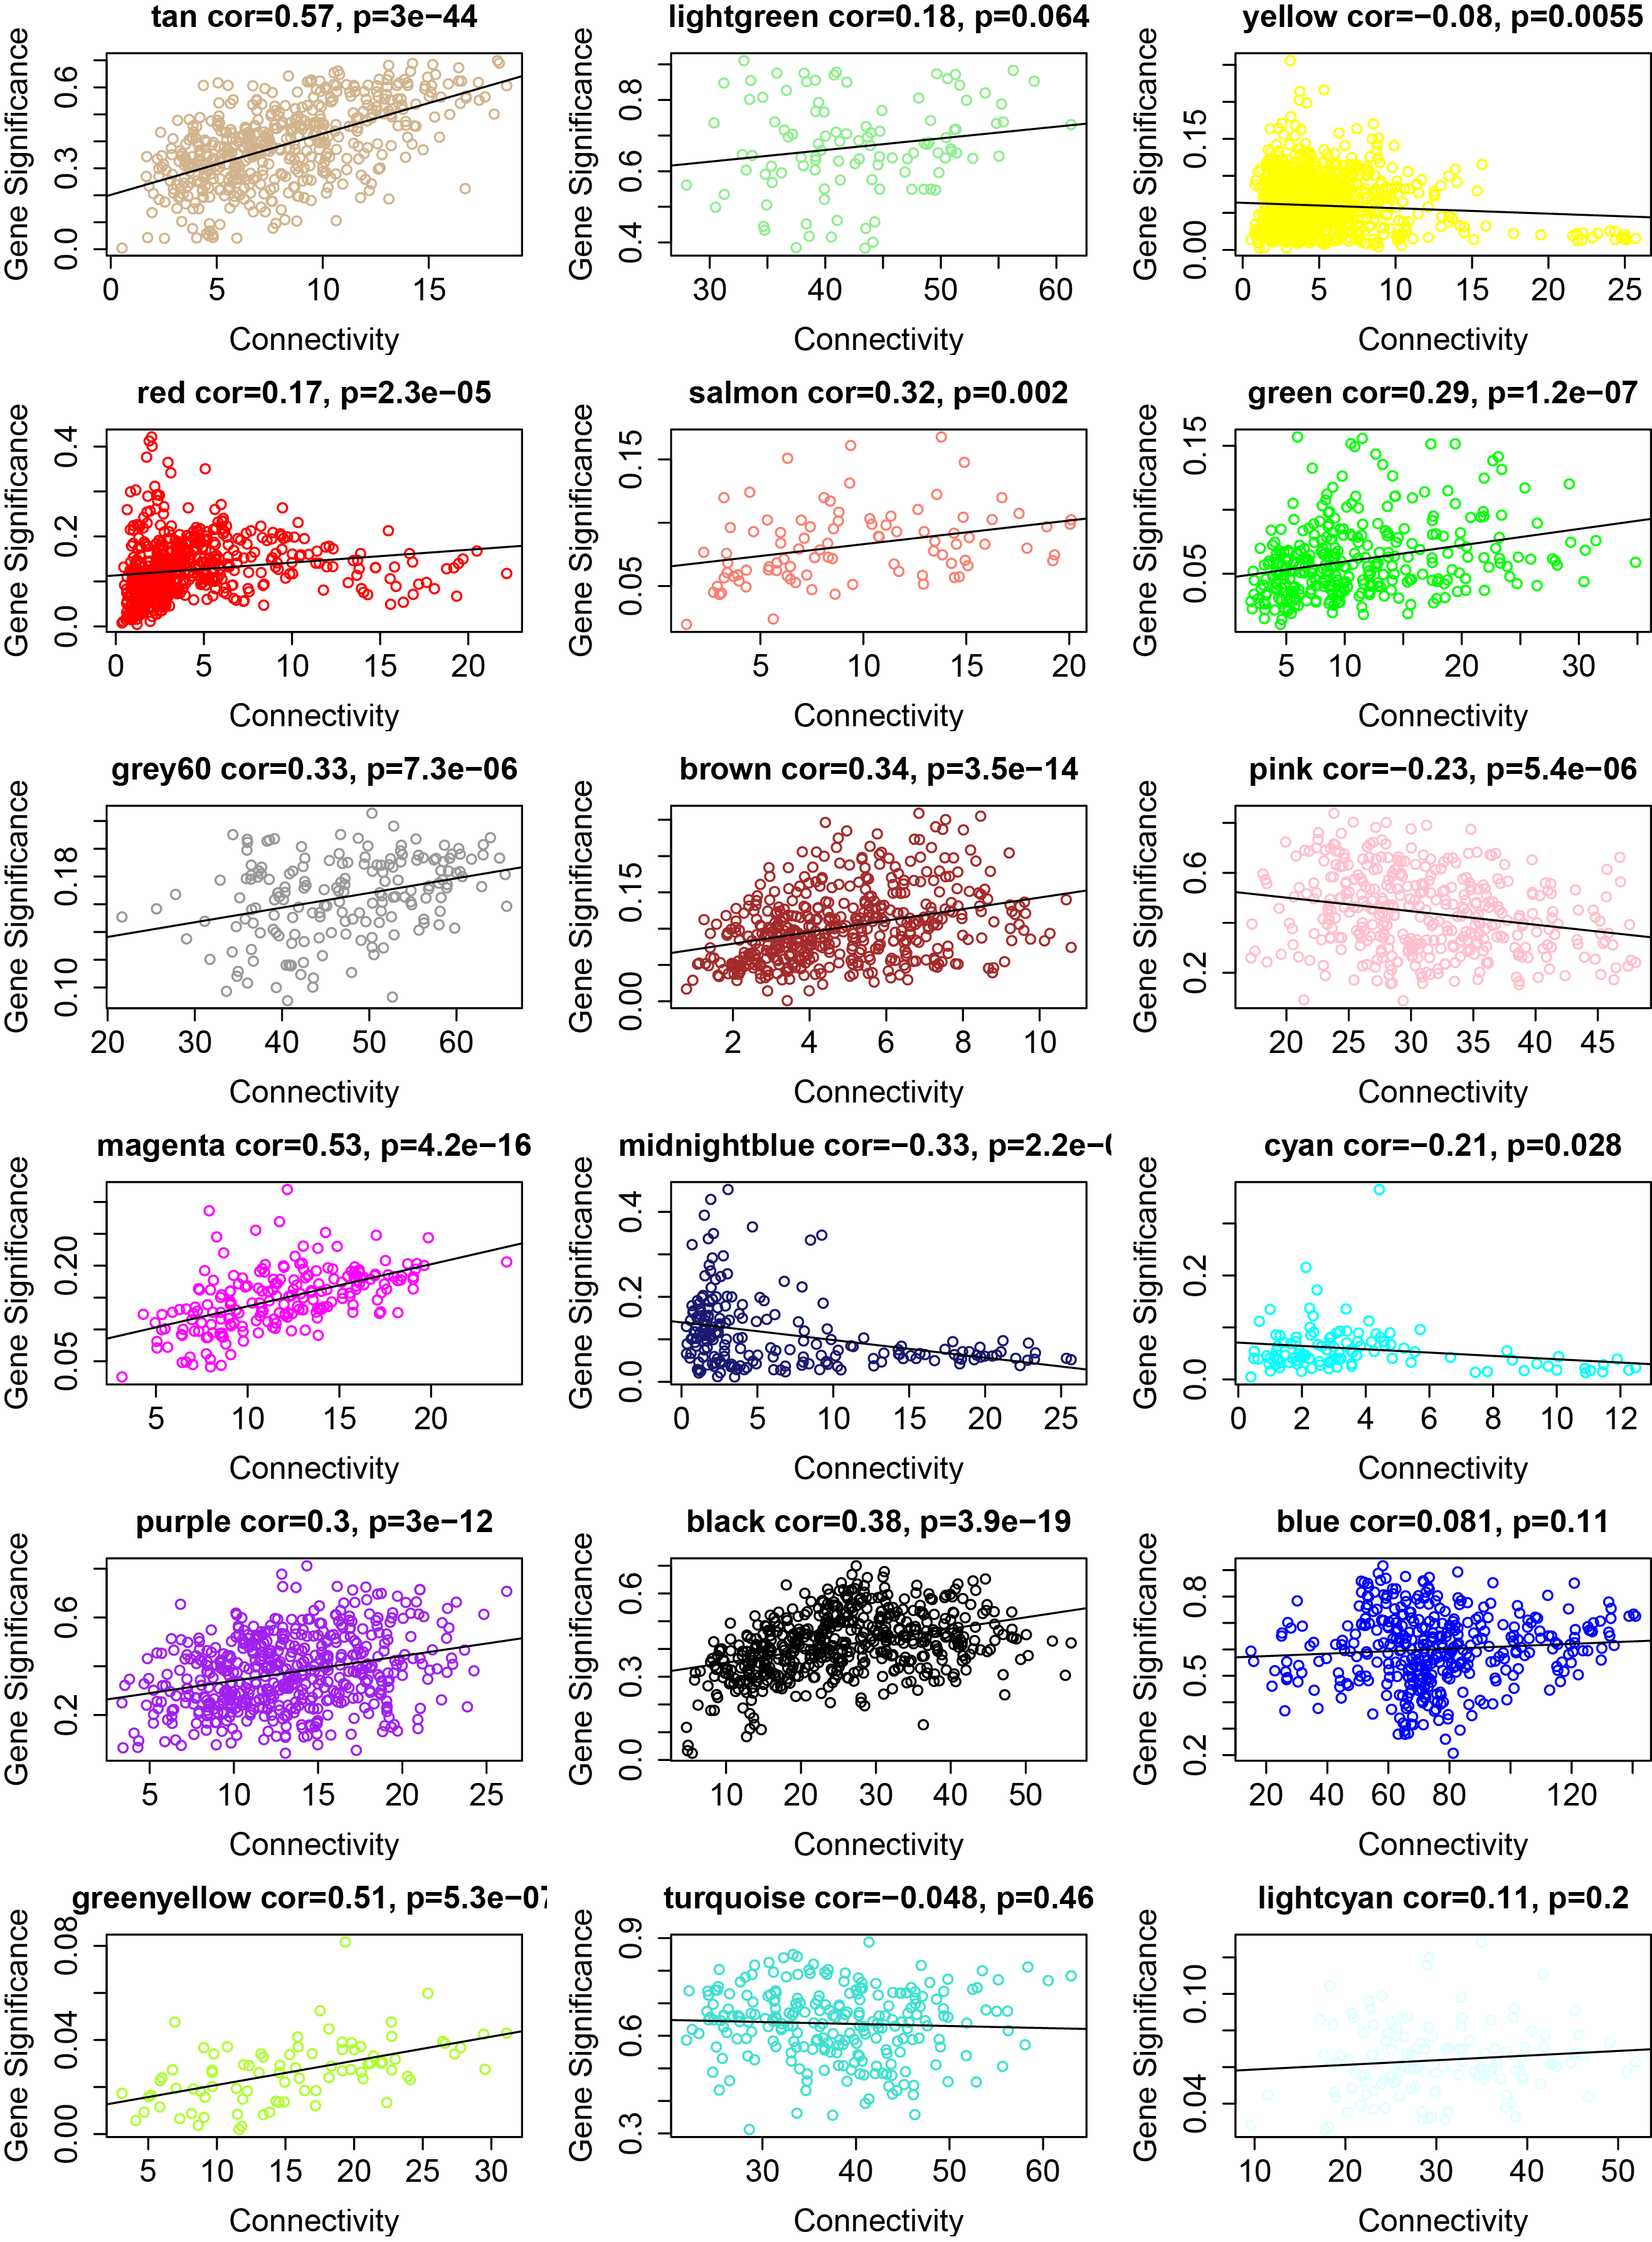 tan cor=0.57, p=3e−44
Gene Significance
0.0 0.3 0.6
0 5 10 15
Connectivity
lightgreen cor=0.18, p=0.064
Gene Significance
0.4 0.6 0.8
30 40 50 60
Connectivity
yellow cor=−0.08, p=0.0055
Gene Significance
0.00 0.15
0 5 10 15 20 25
Connectivity
red cor=0.17, p=2.3e−05
Gene Significance
0.0 0.2 0.4
0 5 10 15 20
Connectivity
salmon cor=0.32, p=0.002
Gene Significance
0.05 0.15
5 10 15 20
Connectivity
green cor=0.29, p=1.2e−07
Gene Significance
0.05 0.15
5 10 20 30
Connectivity
grey60 cor=0.33, p=7.3e−06
Gene Significance
0.10 0.18
20 30 40 50 60
Connectivity
brown cor=0.34, p=3.5e−14
Gene Significance
0.00 0.15
2 4 6 8 10
Connectivity
pink cor=−0.23, p=5.4e−06
Gene Significance
0.2 0.6
20 25 30 35 40 45
Connectivity
magenta cor=0.53, p=4.2e−16
Gene Significance
0.05 0.20
5 10 15 20
Connectivity
midnightblue cor=−0.33, p=2.2e−
Gene Significance
0.0 0.2 0.4
0 5 10 15 20 25
Connectivity
cyan cor=−0.21, p=0.028
Gene Significance
0.0 0.2
0 2 4 6 8 10 12
Connectivity
purple cor=0.3, p=3e−12
Gene Significance
0.2 0.6
5 10 15 20 25
Connectivity
black cor=0.38, p=3.9e−19
Gene Significance
0.0 0.3 0.6
10 20 30 40 50
Connectivity
blue cor=0.081, p=0.11
Gene Significance
0.2 0.5 0.8
20 40 60 80 120
Connectivity
greenyellow cor=0.51, p=5.3e−07
Gene Significance
0.00 0.04 0.08
5 10 15 20 25 30
Connectivity
turquoise cor=−0.048, p=0.46
Gene Significance
0.3 0.6 0.9
30 40 50 60
Connectivity
lightcyan cor=0.11, p=0.2
Gene Significance
0.04 0.10
10 20 30 40 50
Connectivity